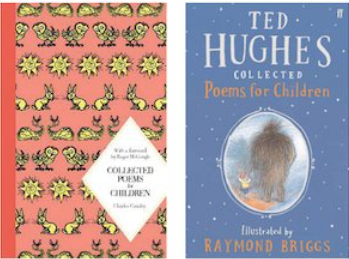 With a foreword
by Roger McGough
COLLECTED
POEMS
for
CHILDREN
Charles Causley
TED
HUGHES
COLLECTED
Poems for Children
ff
Illustrated by
RAYMOND BRIGGS